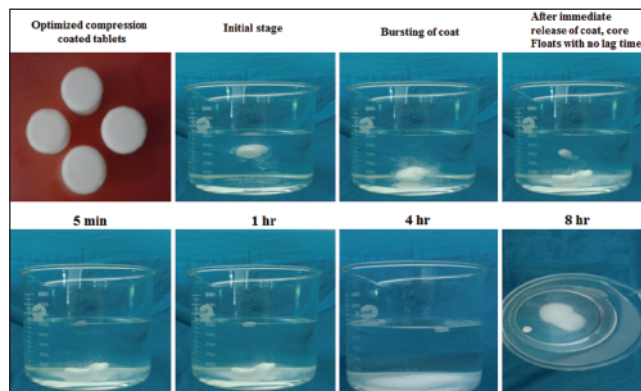 Optimized compression
coated tablets
Initial stage
Bursting of coat
After immediate
release of coat, core
Floats with no lag time
5 min
1 hr
4 hr
8 hr